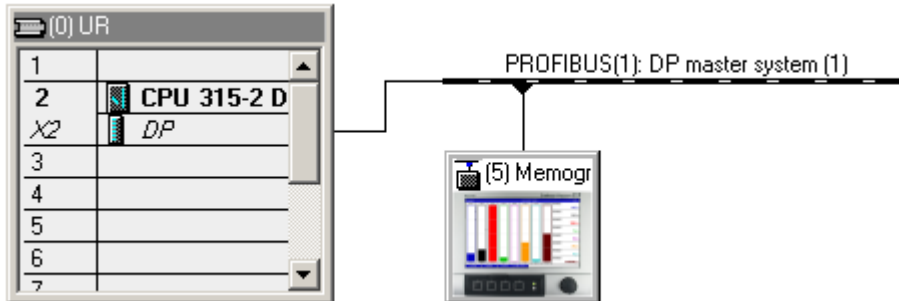 (0) UR
1
2 CPU 315-2 D
X2 DP
3
4
5
6
7
PROFIBUS(1): DP master system (1)
(5) Memogr